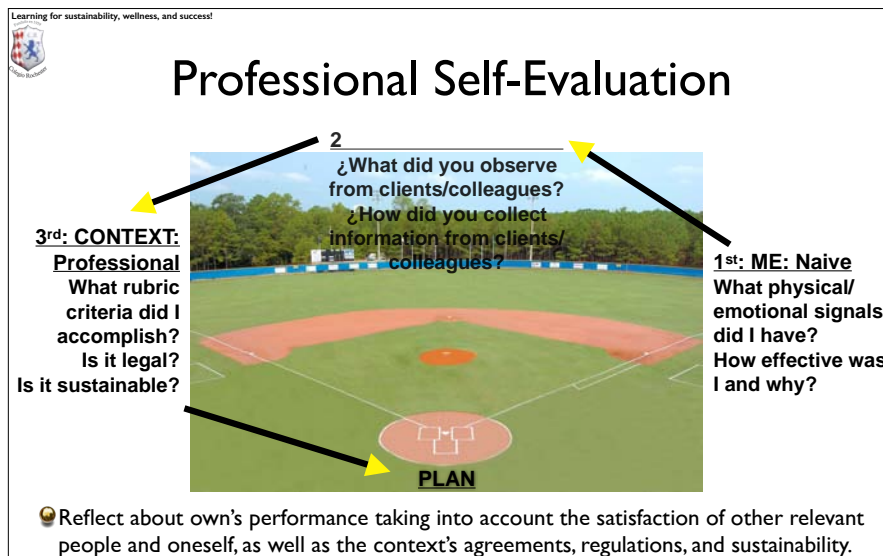 Learning for sustainability, wellness, and success!
Colegio Rochester
Professional Self-Evaluation
2
¿What did you observe
from clients/colleagues?
¿How did you collect
information from clients/
colleagues?
3rd: CONTEXT:
Professional
What rubric
criteria did I
accomplish?
Is it legal?
Is it sustainable?
1st: ME: Naive
What physical/
emotional signals
did I have?
How effective was
I and why?
PLAN
Reflect about own's performance taking into account the satisfaction of other relevant
people and oneself, as well as the context's agreements, regulations, and sustainability.